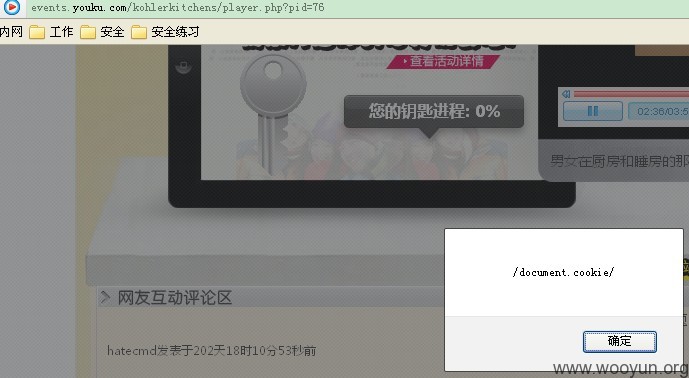 events.youku.com/kohlerkitchens/player.php?pid=76
内网 工作 安全 安全练习
查看活动详情
您的钥匙进程: 0%
02:36/03:5
男女在厨房和睡房的那
/document.cookie/
确定
网友互动评论区
hatecmd发表于202天18时10分53秒前
www.wooyun.org